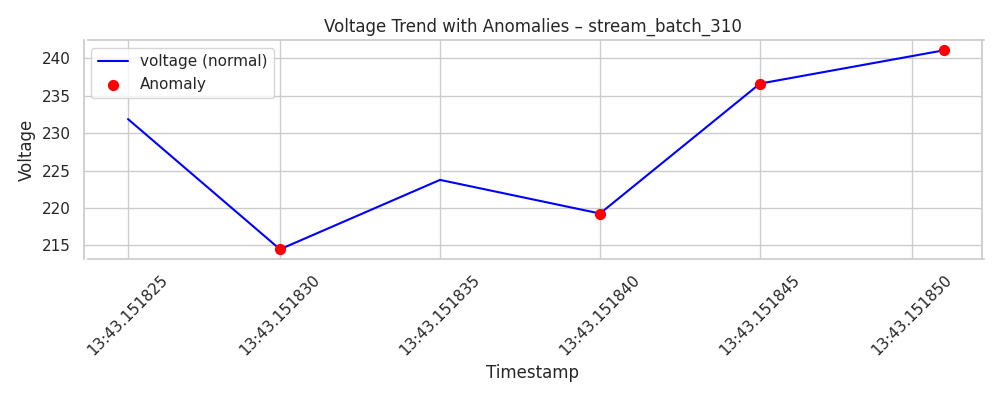 Voltage Trend with Anomalies – stream_batch_310
voltage (normal)
Anomaly
Voltage
240
235
230
225
220
215
13:43.151825
13:43.151830
13:43.151835
13:43.151840
13:43.151845
13:43.151850
Timestamp